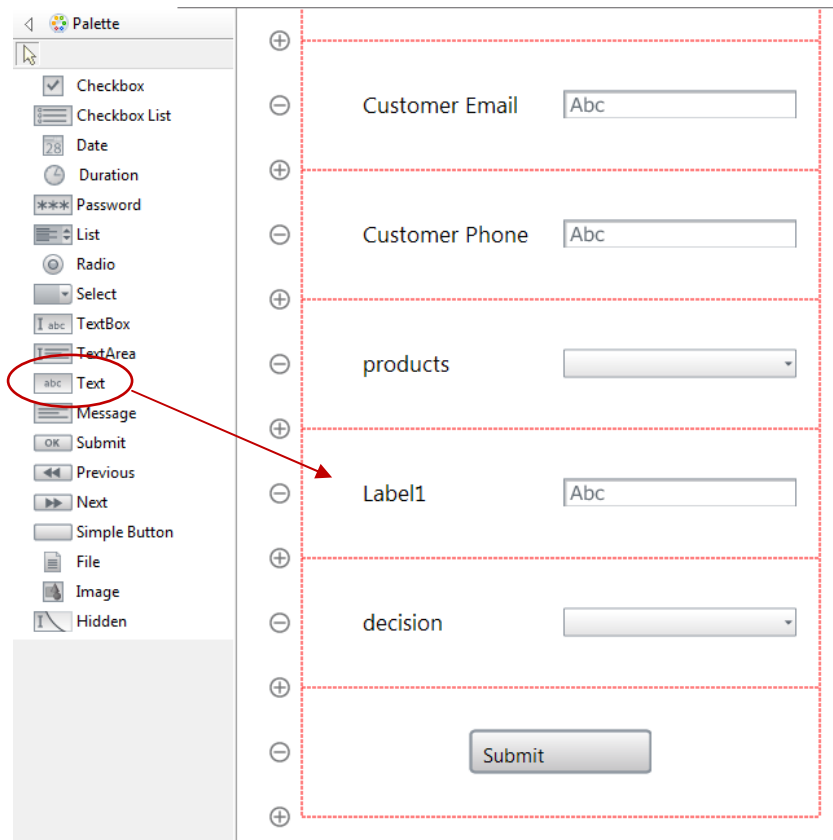 Palette
Checkbox
Checkbox List
28 Date
Duration
*** Password
List
Radio
Select
I abc TextBox
I TextArea
abc Text
Message
OK Submit
Previous
Next
Simple Button
File
Image
I Hidden
Customer Email Abc
Customer Phone Abc
products
Label1 Abc
decision
Submit